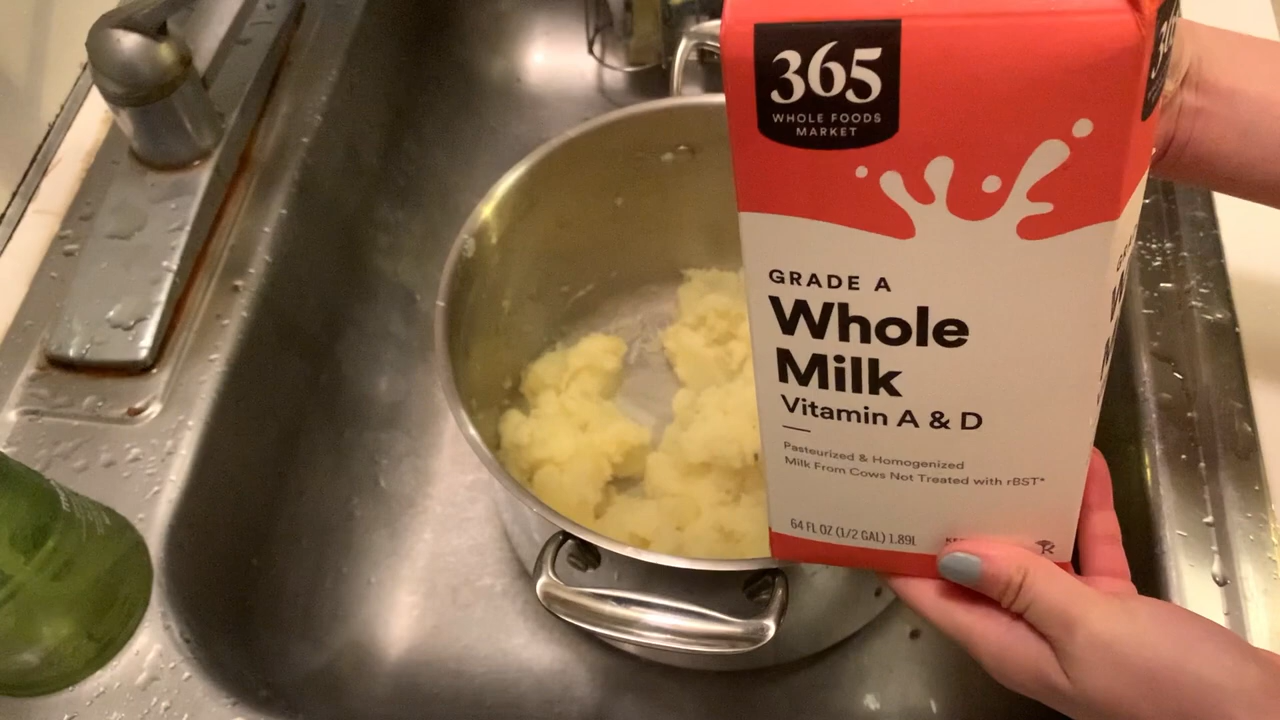 365
WHOLE FOODS
MARKET
GRADE A
Whole
Milk
Vitamin A & D
Pasteurized & Homogenized
Milk From Cows Not Treated with rBST*
64 FL OZ (1/2 GAL) 1.89L